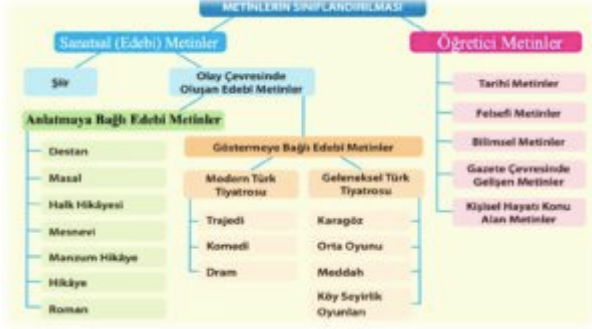 METİNLERİN SINIFLANDIRILMASI
Sanatsal (Edebi) Metinler
Öğretici Metinler
Şiir
Olay Çevresinde
Oluşan Edebi Metinler
Anlatmaya Bağlı Edebi Metinler
Destan
Masal
Halk Hikâyesi
Mesnevi
Manzum Hikâye
Hikâye
Roman
Göstermeye Bağlı Edebi Metinler
Modern Türk
Tiyatrosu
Trajedi
Komedi
Dram
Geleneksel Türk
Tiyatrosu
Karagöz
Orta Oyunu
Meddah
Köy Seyirlik
Oyunları
Tarihi Metinler
Felsefi Metinler
Bilimsel Metinler
Gazete Çevresinde
Gelişen Metinler
Kişisel Hayatı Konu
Alan Metinler